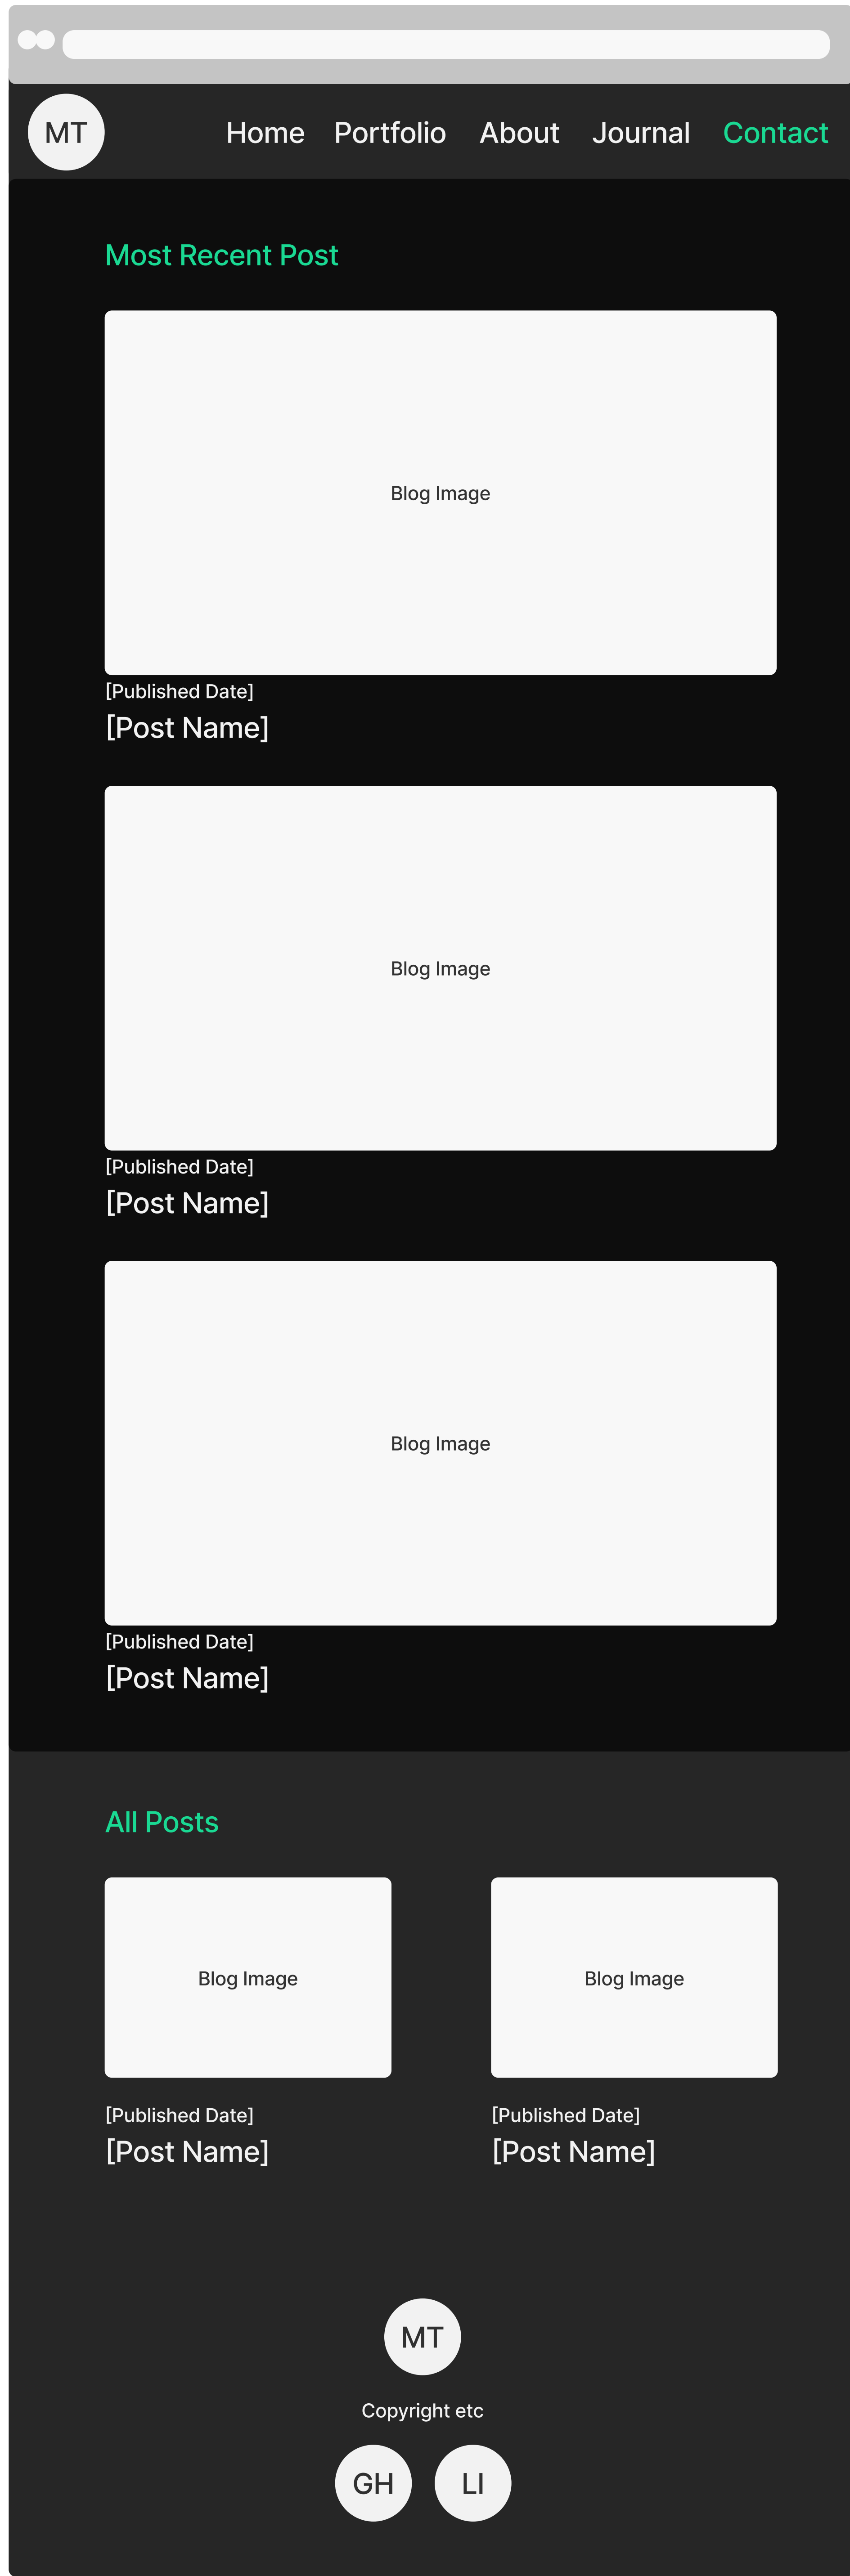 MT Home Portfolio About Journal Contact
Most Recent Post
Blog Image
[Published Date]
[Post Name]
Blog Image
[Published Date]
[Post Name]
Blog Image
[Published Date]
[Post Name]
All Posts
Blog Image Blog Image
[Published Date] [Published Date]
[Post Name] [Post Name]
MT
Copyright etc
GH LI